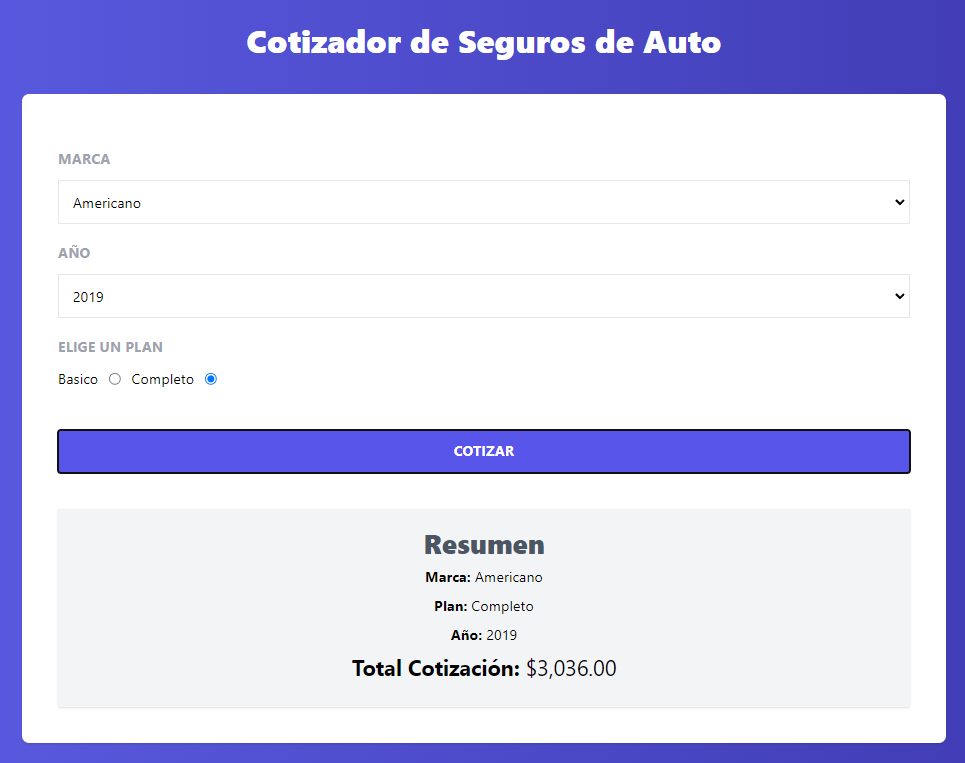 Cotizador de Seguros de Auto
MARCA
Americano
AÑO
2019
ELIGE UN PLAN
Basico Completo
COTIZAR
Resumen
Marca: Americano
Plan: Completo
Año: 2019
Total Cotización: $3,036.00